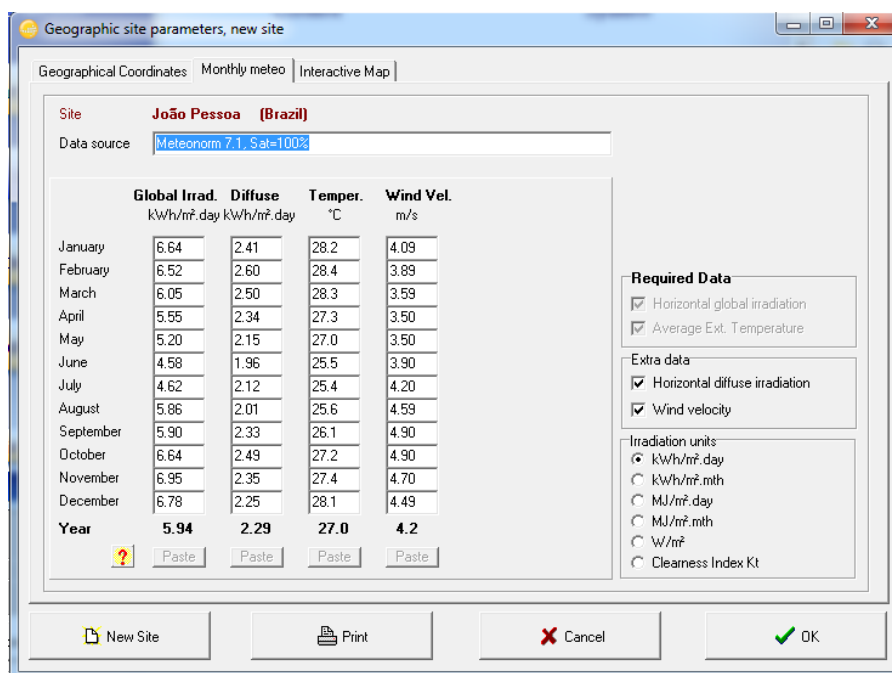 Geographic site parameters, new site
Geographical Coordinates Monthly meteo Interactive Map
Site João Pessoa (Brazil)
Data source Meteonorm 7.1, Sat=100%
Global Irrad. Diffuse Temper. Wind Vel.
kWh/m².day kWh/m².day °C m/s
January 6.64 2.41 28.2 4.09
February 6.52 2.60 28.4 3.89
March 6.05 2.50 28.3 3.59
April 5.55 2.34 27.3 3.50
May 5.20 2.15 27.0 3.50
June 4.58 1.96 25.5 3.90
July 4.62 2.12 25.4 4.20
August 5.86 2.01 25.6 4.59
September 5.90 2.33 26.1 4.90
October 6.64 2.49 27.2 4.90
November 6.95 2.35 27.4 4.70
December 6.78 2.25 28.1 4.49
Year 5.94 2.29 27.0 4.2
? Paste Paste Paste Paste
Required Data
Horizontal global irradiation
Average Ext. Temperature
Extra data
Horizontal diffuse irradiation
Wind velocity
Irradiation units
kWh/m².day
kWh/m².mth
MJ/m².day
MJ/m².mth
W/m²
Clearness Index Kt
New Site Print Cancel OK